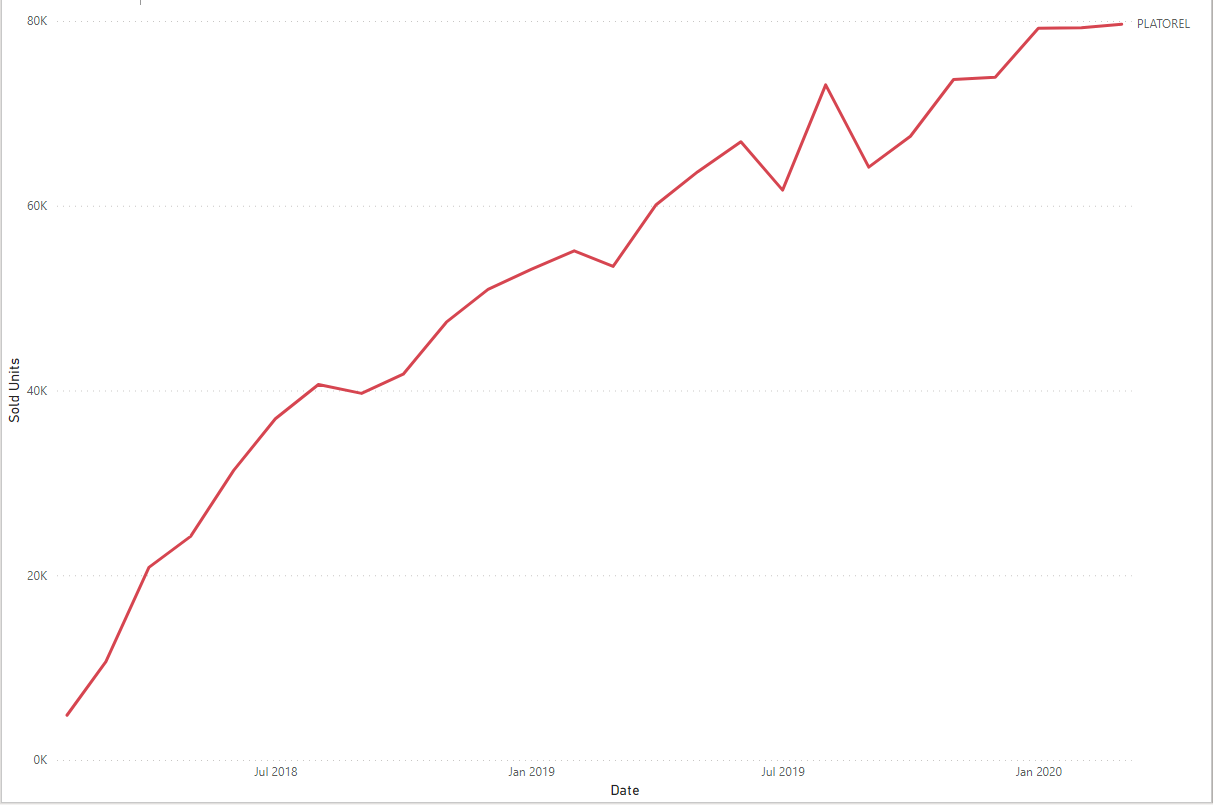 80K
PLATOREL
60K
40K
20K
0K
Sold Units
Jul 2018
Jan 2019
Jul 2019
Jan 2020
Date